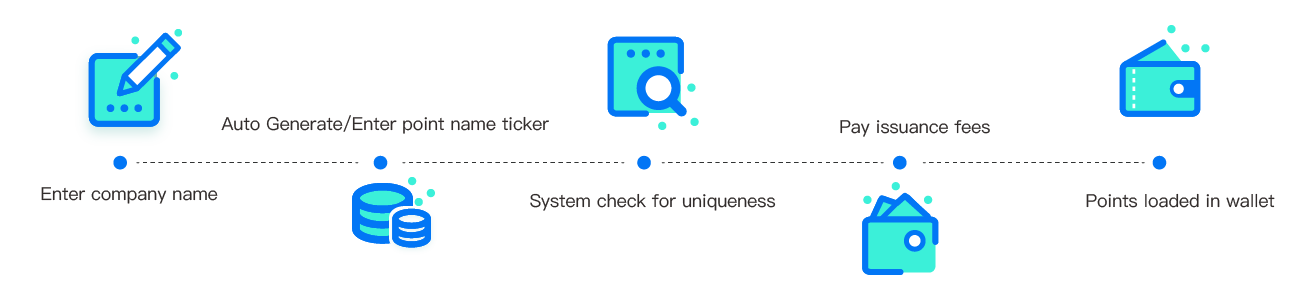 Enter company name
Auto Generate/Enter point name ticker
System check for uniqueness
Pay issuance fees
Points loaded in wallet